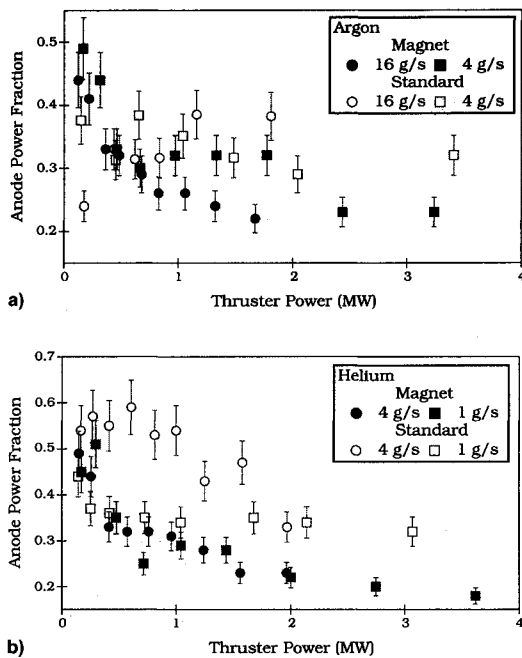 Argon
Magnet
16 g/s 4 g/s
Standard
16 g/s 4 g/s
0.5
0.4
0.3
0.2
Anode Power Fraction
0 1 2 3 4
a) Thruster Power (MW)
Helium
Magnet
4 g/s 1 g/s
Standard
4 g/s 1 g/s
0.7
0.6
0.5
0.4
0.3
0.2
Anode Power Fraction
0 1 2 3 4
b) Thruster Power (MW)